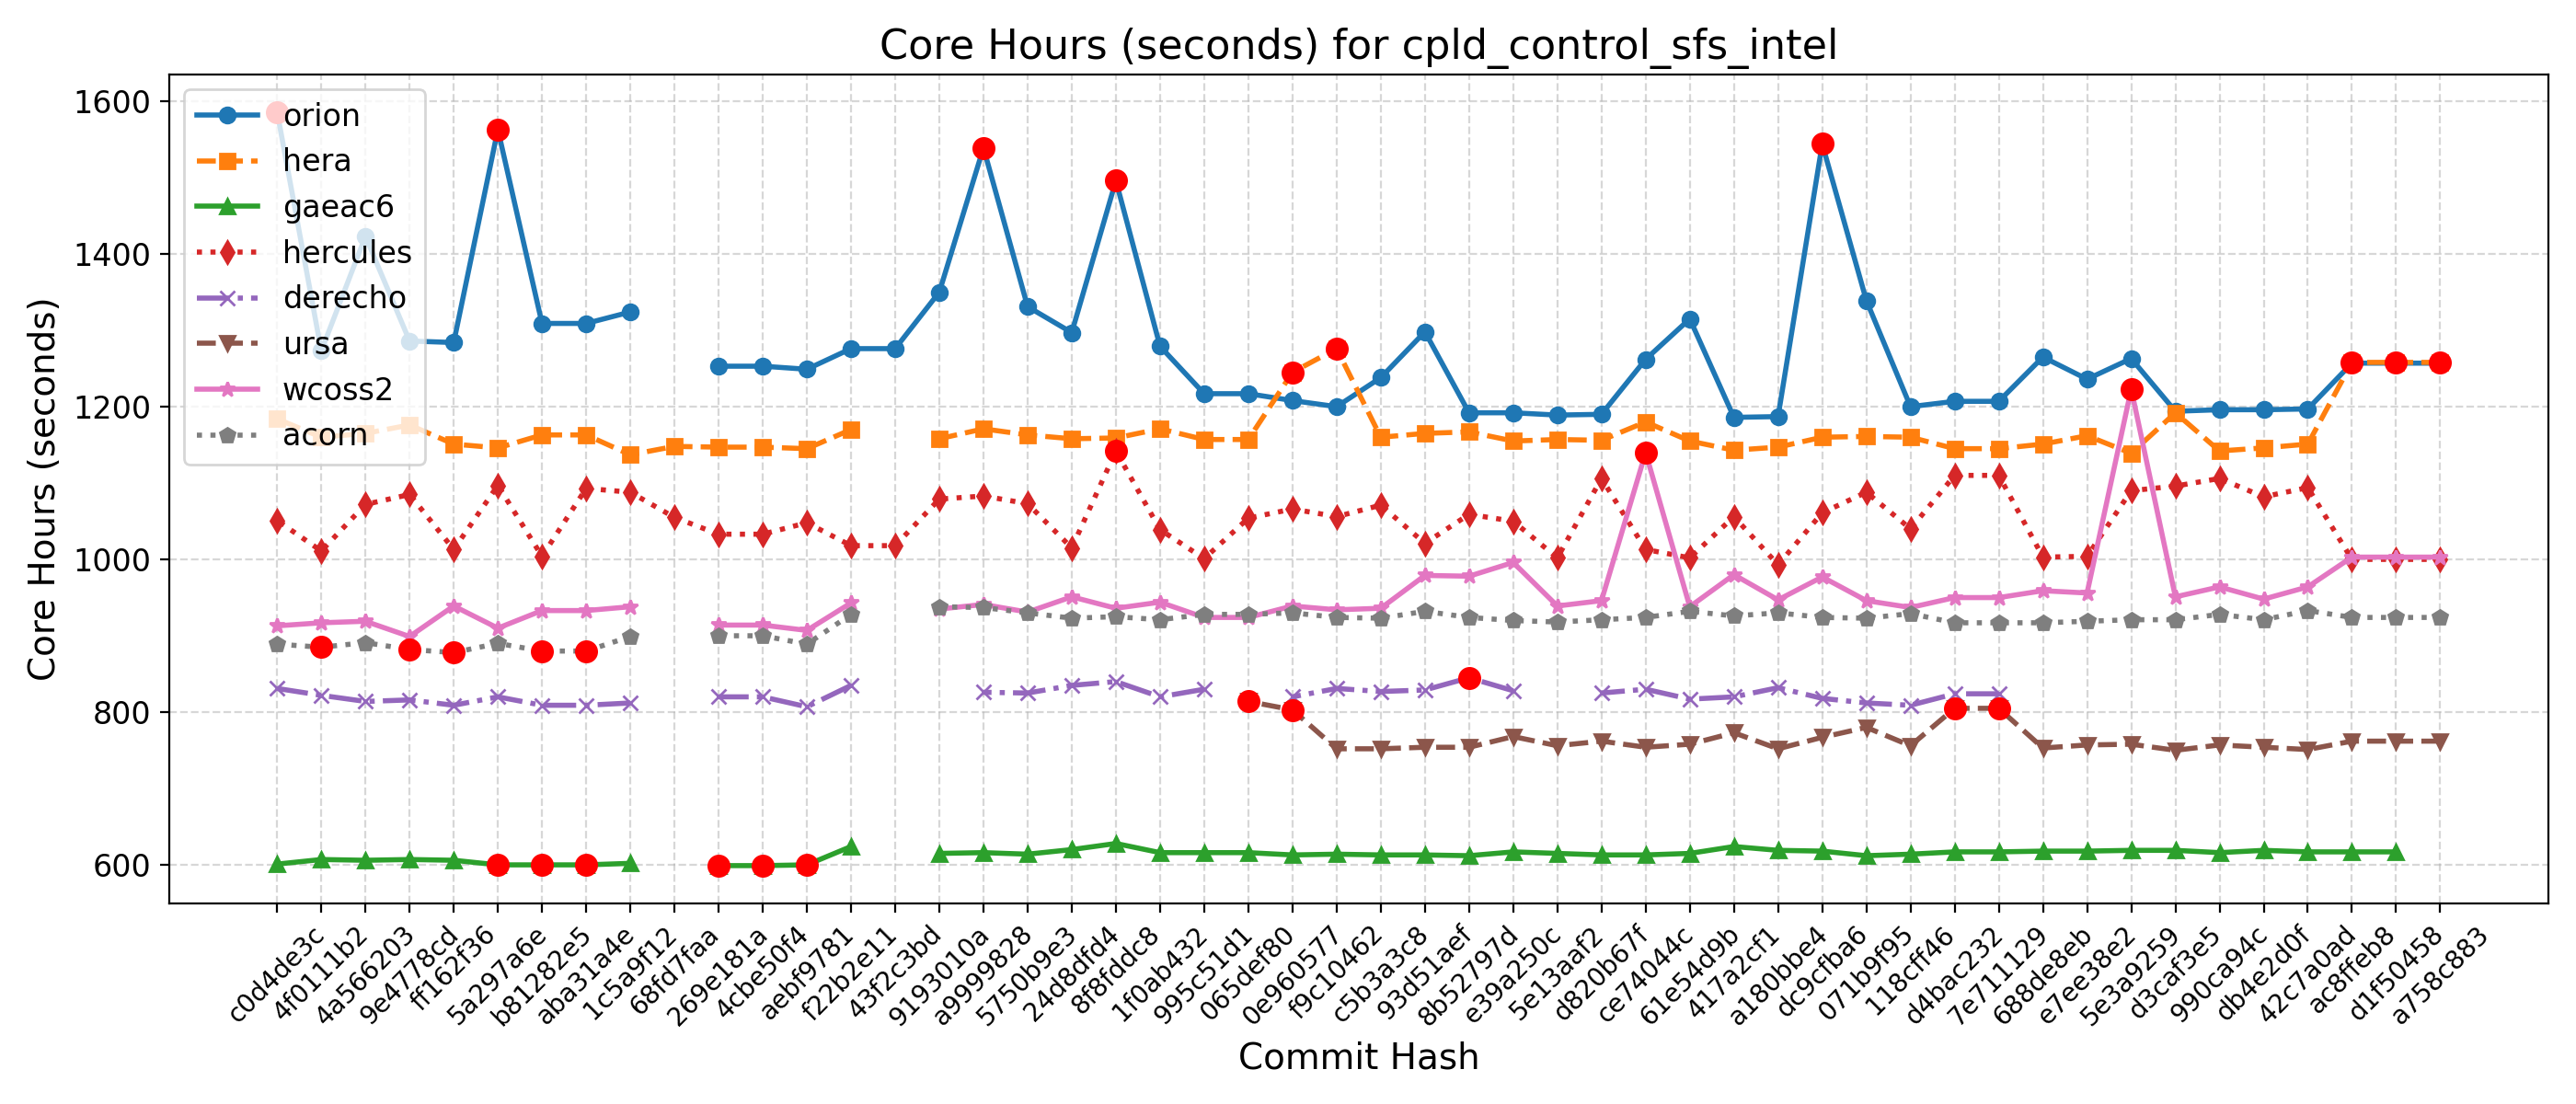 Core Hours (seconds) for cpld_control_sfs_intel
Core Hours (seconds)
1600
1400
1200
1000
800
600
orion
hera
gaeac6
hercules
derecho
ursa
wcoss2
acorn
c0d4de3c
4f0111b2
4a566203
9e4778cd
ff162f36
5a297a6e
b81282e5
aba31a4e
1c5a9f12
68fd7faa
269e181a
4cbe50f4
aebf9781
f22b2e11
43f2c3bd
9193010a
a9999828
5750b9e3
24d8dfd4
8f8fddc8
1f0ab432
995c51d1
065def80
0e960577
f9c10462
c5b3a3c8
93d51aef
8b52797d
e39a250c
5e13aaf2
d820b67f
ce74044c
61e54d9b
417a2cf1
a180bbe4
dc9cfba6
071b9f95
118cff46
d4bac232
7e711129
688de8eb
e7ee38e2
5e3a9259
d3caf3e5
990ca94c
db4e2d0f
42c7a0ad
ac8ffeb8
d1f50458
a758c883
Commit Hash